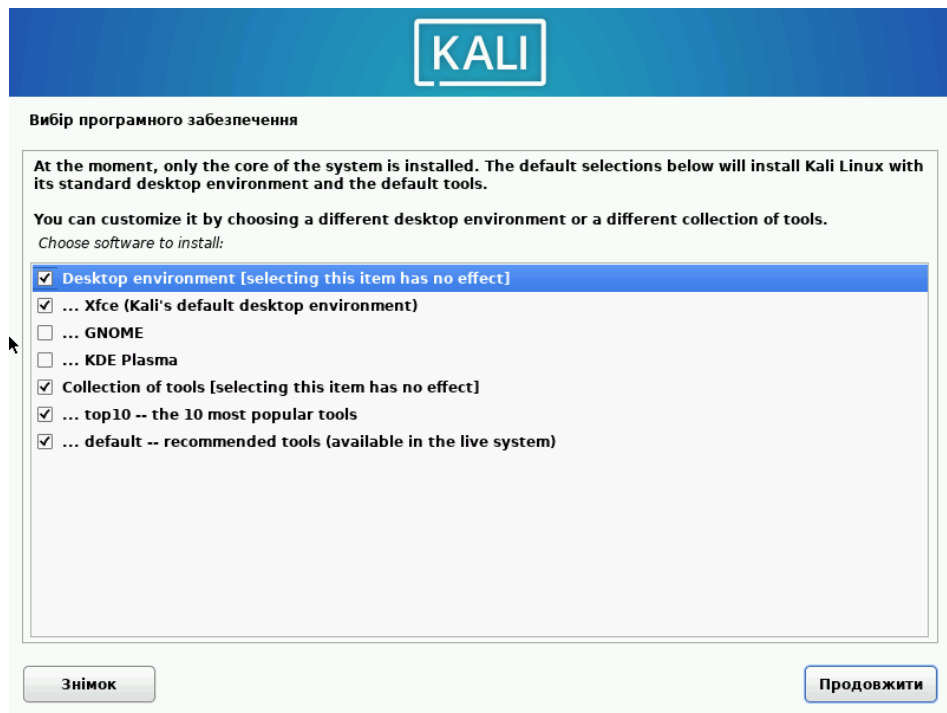 KALI
Вибір програмного забезпечення
At the moment, only the core of the system is installed. The default selections below will install Kali Linux with
its standard desktop environment and the default tools.
You can customize it by choosing a different desktop environment or a different collection of tools.
Choose software to install:
Desktop environment [selecting this item has no effect]
... Xfce (Kali's default desktop environment)
... GNOME
... KDE Plasma
Collection of tools [selecting this item has no effect]
... top10 -- the 10 most popular tools
... default -- recommended tools (available in the live system)
Знімок
Продовжити